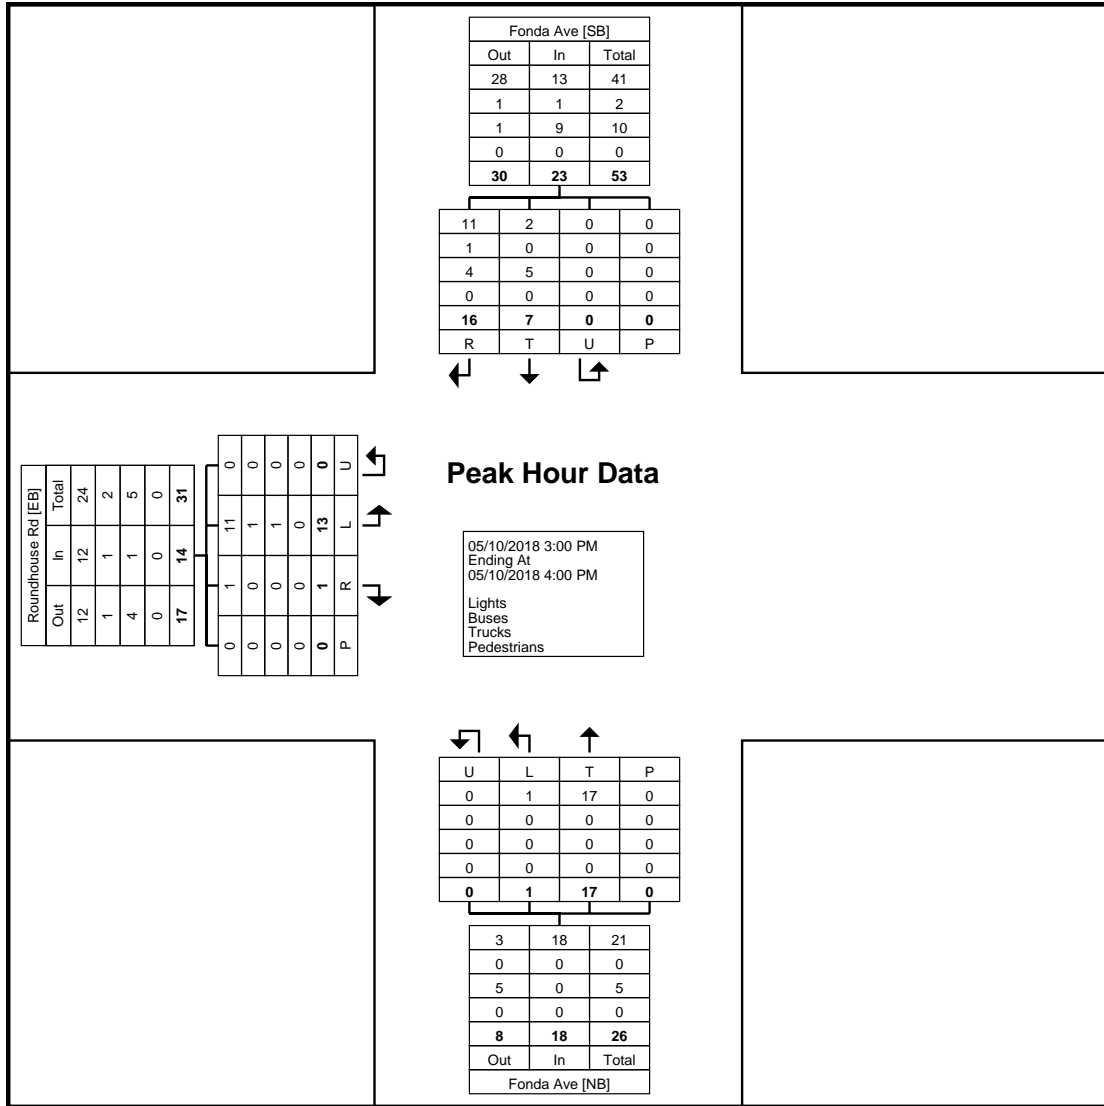 Fonda Ave [SB]
Out In Total
28 13 41
1 1 2
1 9 10
0 0 0
30 23 53
11 2 0 0
1 0 0 0
4 5 0 0
0 0 0 0
16 7 0 0
R T U P
Roundhouse Rd [EB]
Out In Total
12 12 24
1 1 2
4 1 5
0 0 0
17 14 31
0 1 11 0
0 0 1 0
0 0 1 0
0 0 0 0
0 1 13 0
P R L U
Peak Hour Data
05/10/2018 3:00 PM
Ending At
05/10/2018 4:00 PM
Lights
Buses
Trucks
Pedestrians
U L T P
0 1 17 0
0 0 0 0
0 0 0 0
0 0 0 0
0 1 17 0
3 18 21
0 0 0
5 0 5
0 0 0
8 18 26
Out In Total
Fonda Ave [NB]